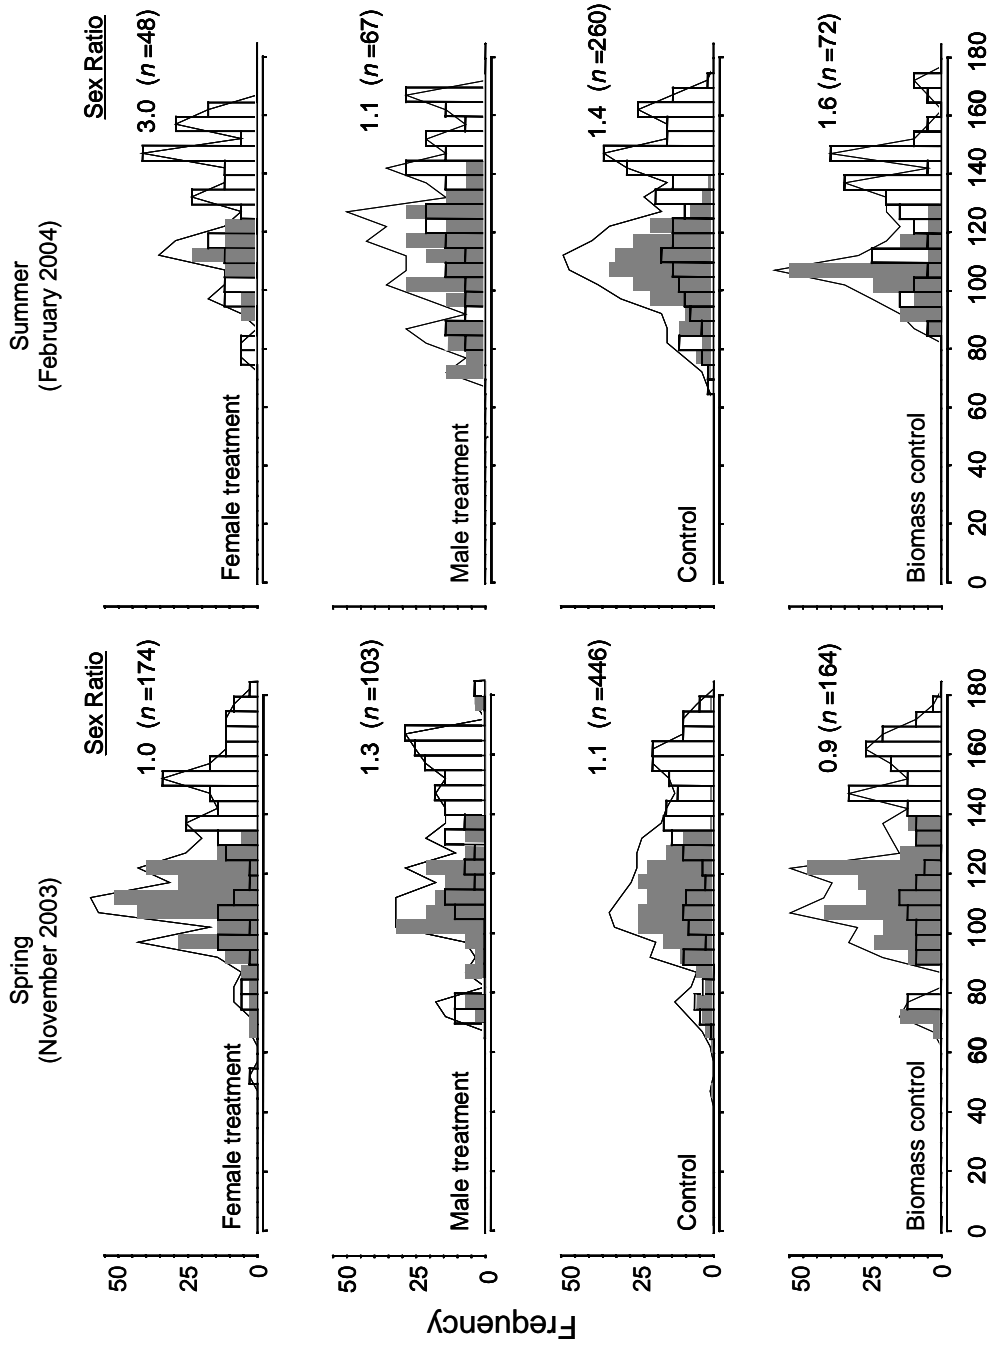 Spring
(November 2003)
Summer
(February 2004)
Sex Ratio
Sex Ratio
50
25
0
Female treatment
1.0 (n=174)
Female treatment
3.0 (n=48)
50
25
0
Male treatment
1.3 (n=103)
Male treatment
1.1 (n=67)
50
25
0
Control
1.1 (n=446)
Control
1.4 (n=260)
50
25
0
Biomass control
0.9 (n=164)
Biomass control
1.6 (n=72)
0 20 40 60 80 100 120 140 160 180
0 20 40 60 80 100 120 140 160 180
Frequency